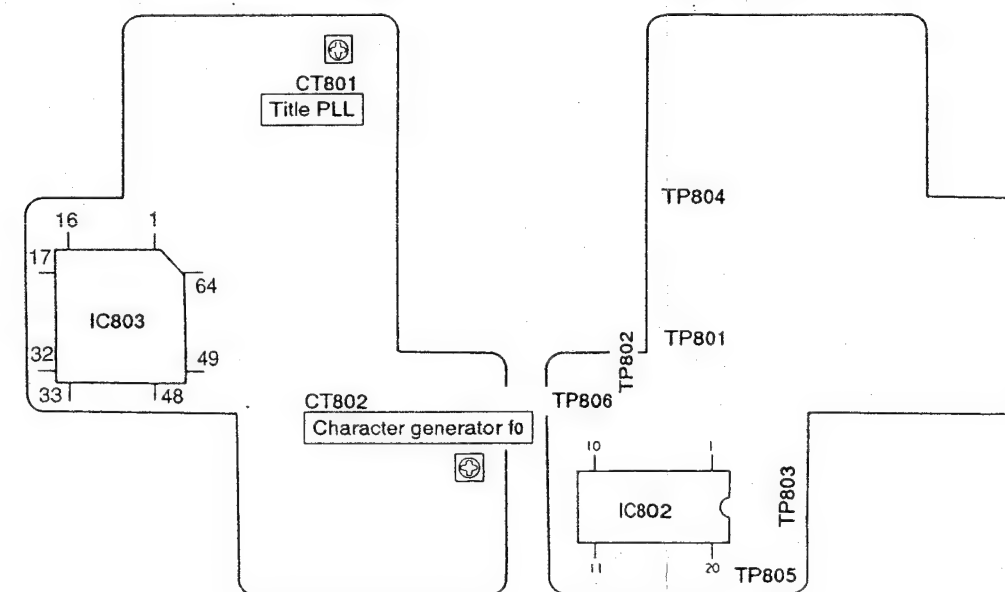 CT801
Title PLL
TP804
16 1
17
64
IC803
TP801
TP802
32
49
33
48
CT802
TP806
Character generator f0
10 1
IC802
TP803
11 20
TP805